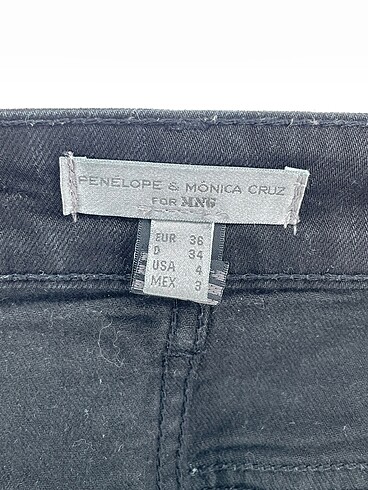 PENELOPE & MÓNICA CRUZ
FOR MNG
EUR 36
D 34
USA 4
MEX 3